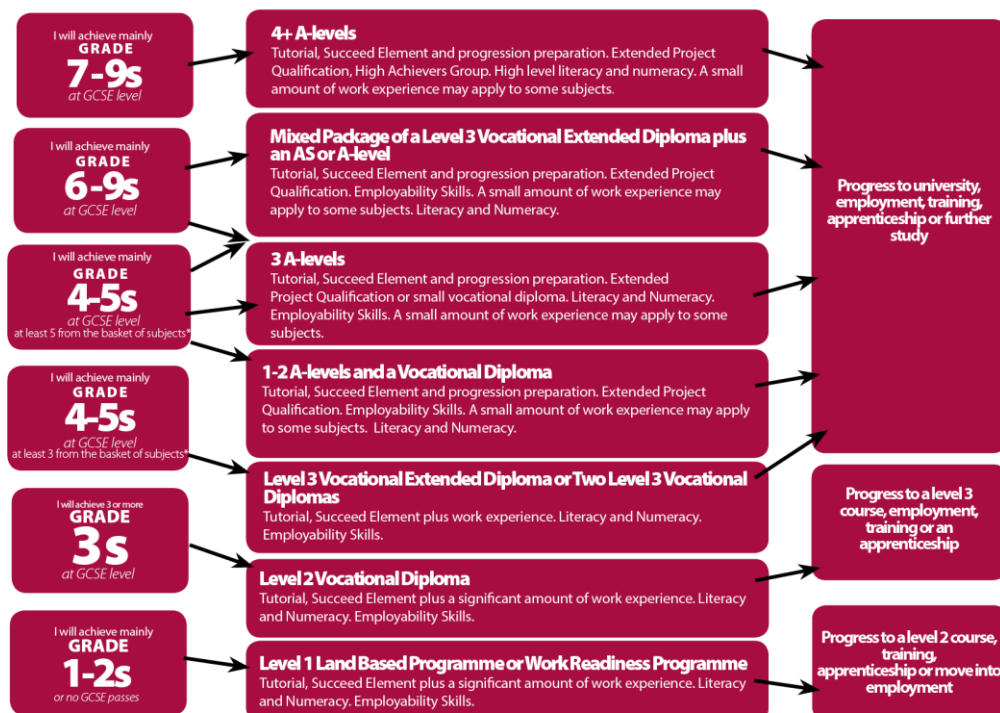 I will achieve mainly
GRADE
7-9s
at GCSE level
4+ A-levels
Tutorial, Succeed Element and progression preparation. Extended Project
Qualification, High Achievers Group. High level literacy and numeracy. A small
amount of work experience may apply to some subjects.
I will achieve mainly
GRADE
6-9s
at GCSE level
Mixed Package of a Level 3 Vocational Extended Diploma plus
an AS or A-level
Tutorial, Succeed Element and progression preparation. Extended Project
Qualification. Employability Skills. A small amount of work experience may
apply to some subjects. Literacy and Numeracy.
I will achieve mainly
GRADE
4-5s
at GCSE level
at least 5 from the basket of subjects*
3 A-levels
Tutorial, Succeed Element and progression preparation. Extended
Project Qualification or small vocational diploma. Literacy and Numeracy.
Employability Skills. A small amount of work experience may apply to some
subjects.
1-2 A-levels and a Vocational Diploma
Tutorial, Succeed Element and progression preparation. Extended Project
Qualification. Employability Skills. A small amount of work experience may apply
to some subjects. Literacy and Numeracy.
I will achieve mainly
GRADE
4-5s
at GCSE level
at least 3 from the basket of subjects*
Level 3 Vocational Extended Diploma or Two Level 3 Vocational
Diplomas
Tutorial, Succeed Element plus work experience. Literacy and Numeracy.
Employability Skills.
Progress to university,
employment, training,
apprenticeship or further
study
I will achieve 3 or more
GRADE
3s
at GCSE level
Level 2 Vocational Diploma
Tutorial, Succeed Element plus a significant amount of work experience. Literacy
and Numeracy. Employability Skills.
Progress to a level 3
course, employment,
training or an
apprenticeship
I will achieve mainly
GRADE
1-2s
or no GCSE passes
Level 1 Land Based Programme or Work Readiness Programme
Tutorial, Succeed Element plus a significant amount of work experience. Literacy
and Numeracy. Employability Skills.
Progress to a level 2 course,
training,
apprenticeship or move into
employment